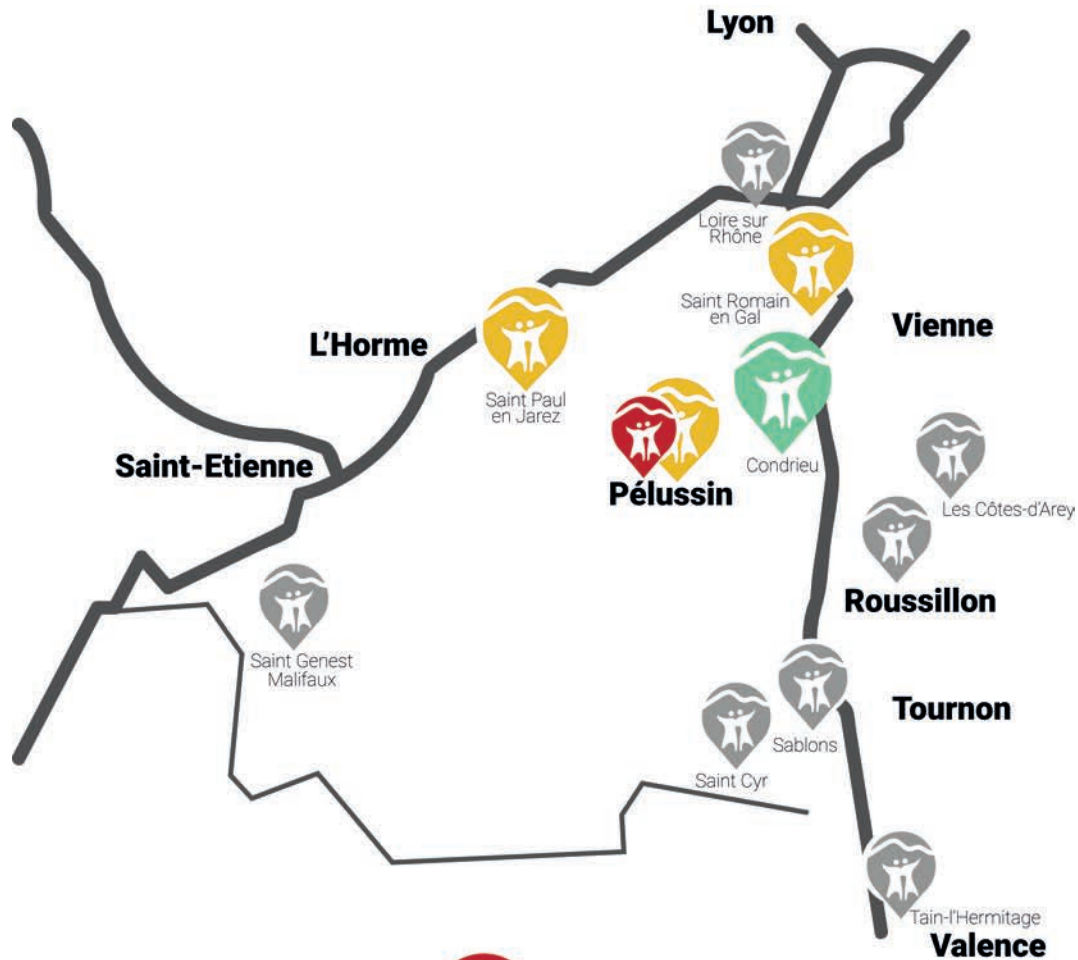 Lyon
Loire sur
Rhône
Saint Romain
en Gal
Vienne
L'Horme
Saint Paul
en Jarez
Saint-Etienne
Condrieu
Pélussin
Les Côtes-d'Arey
Roussillon
Saint Genest
Malifaux
Tournon
Sablons
Saint Cyr
Tain-l'Hermitage
Valence